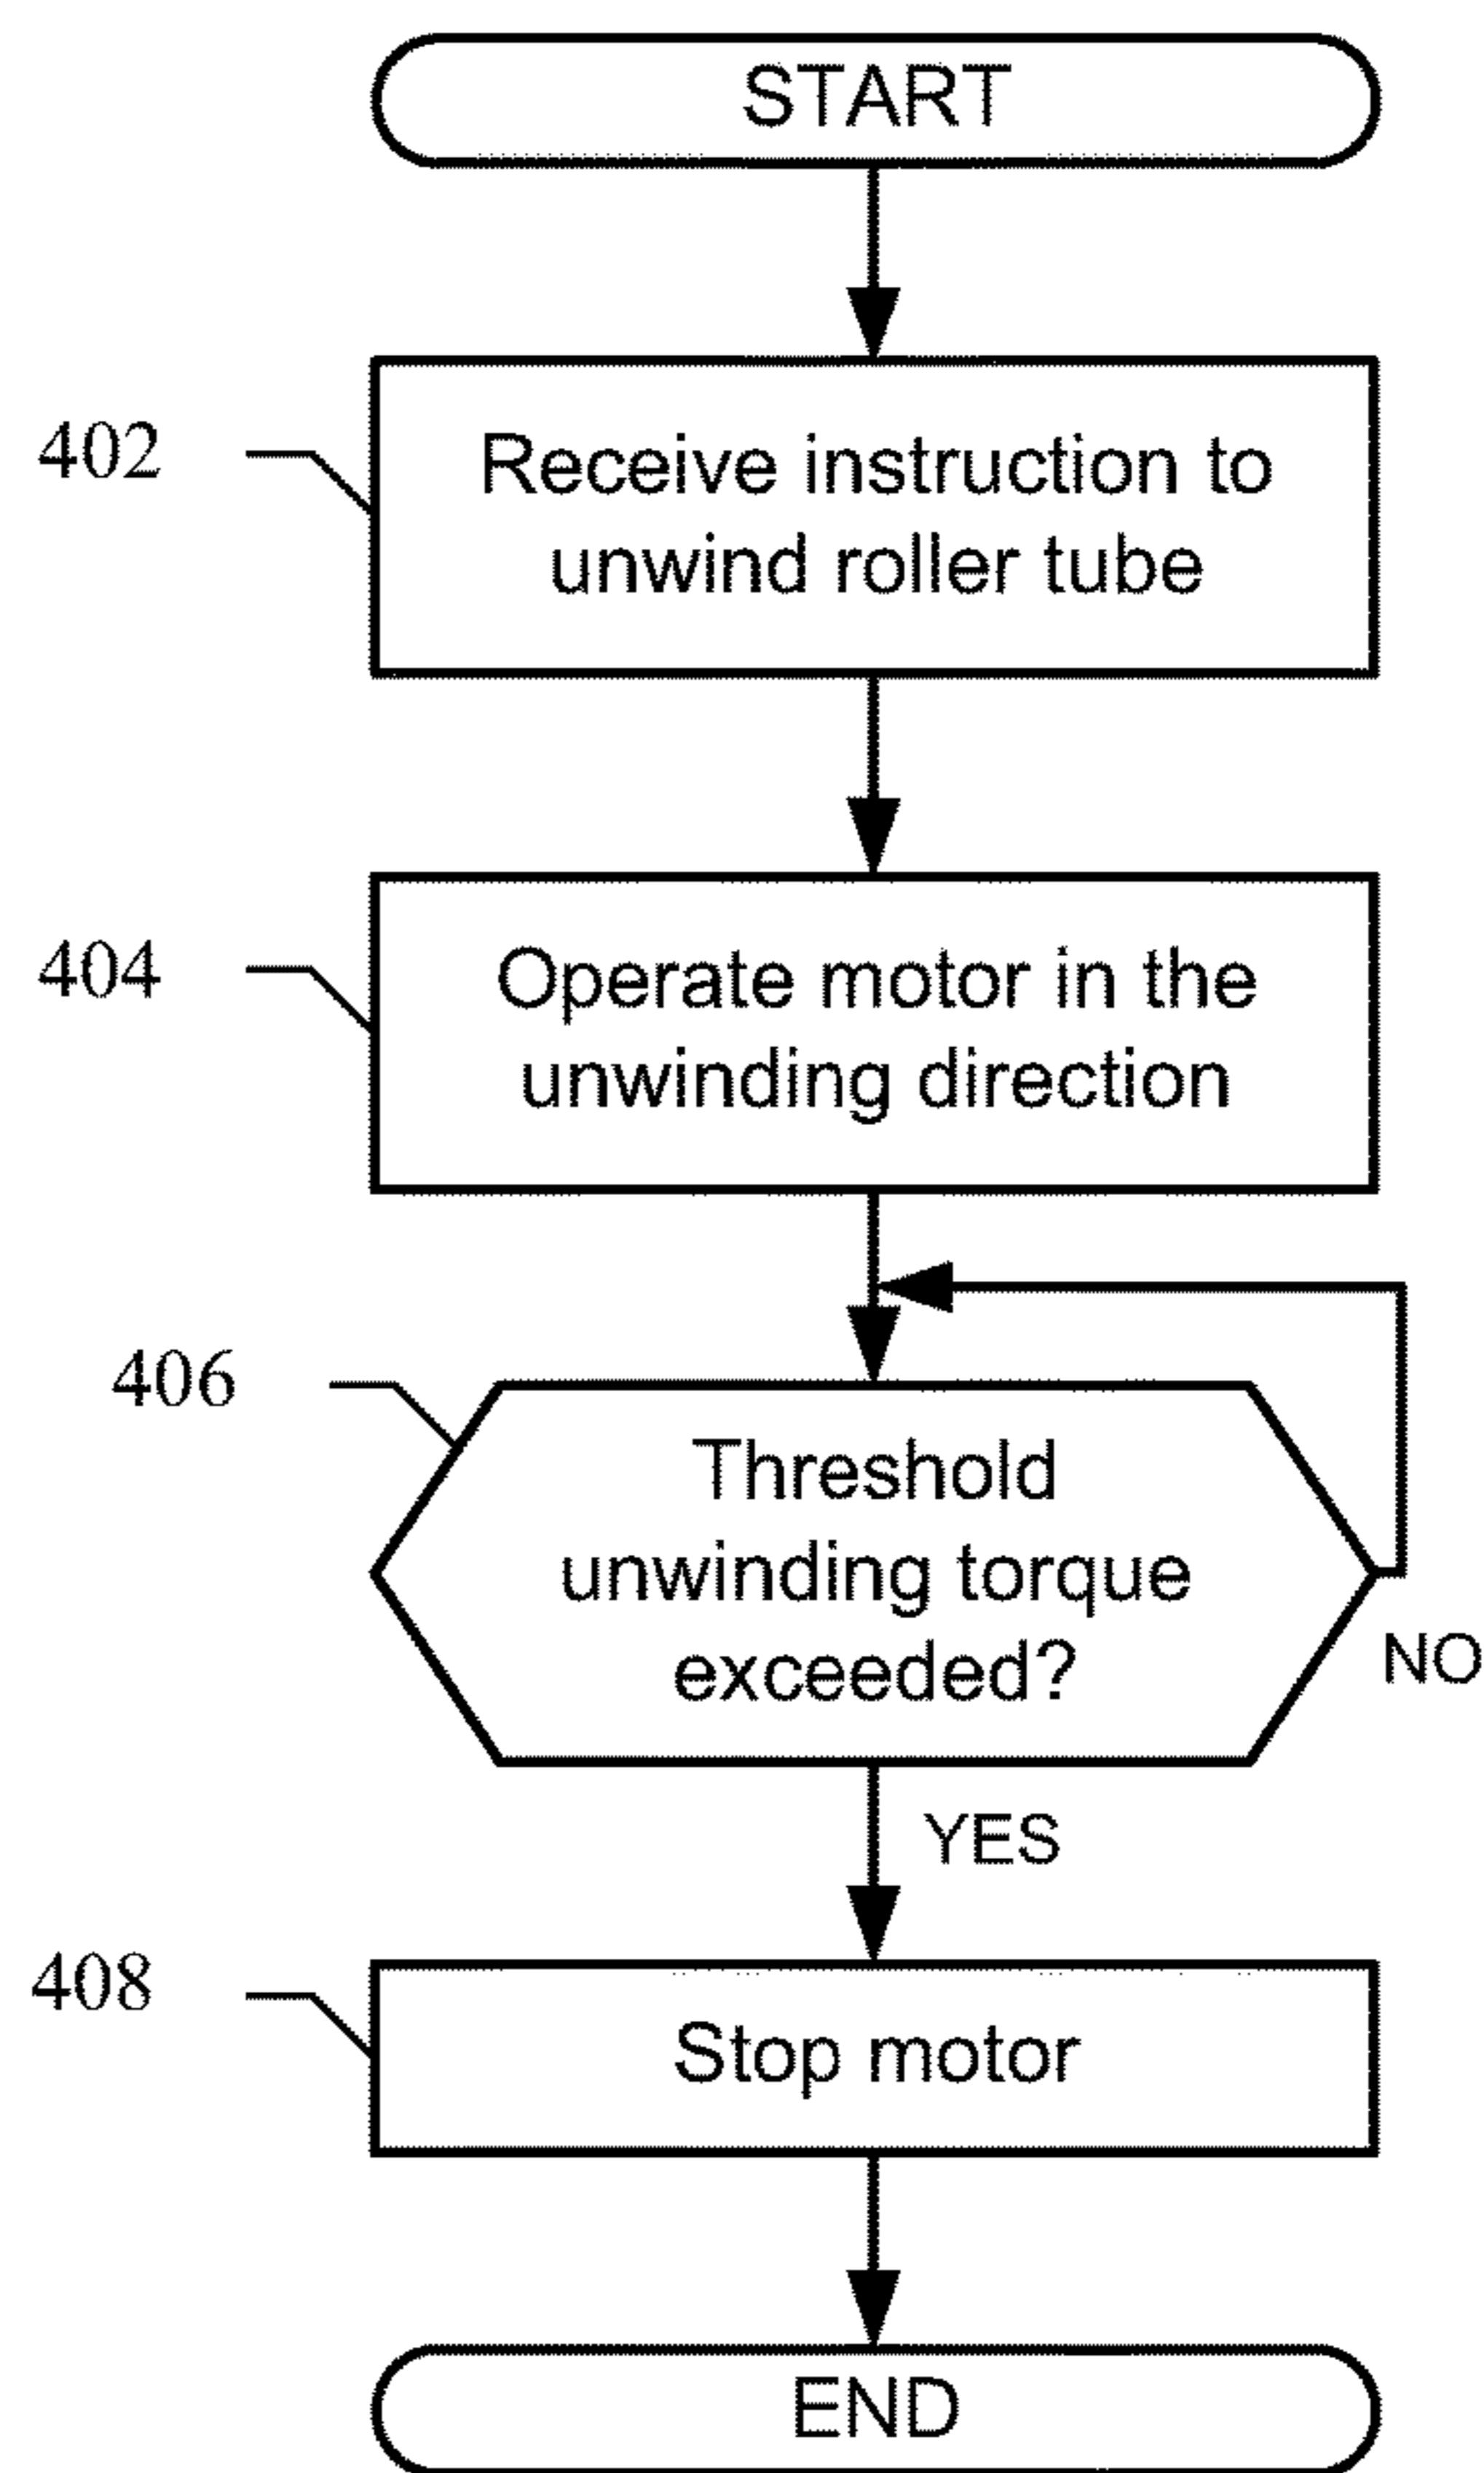 START
402
Receive instruction to
unwind roller tube
404
Operate motor in the
unwinding direction
406
Threshold
unwinding torque
exceeded?
NO
YES
408
Stop motor
END